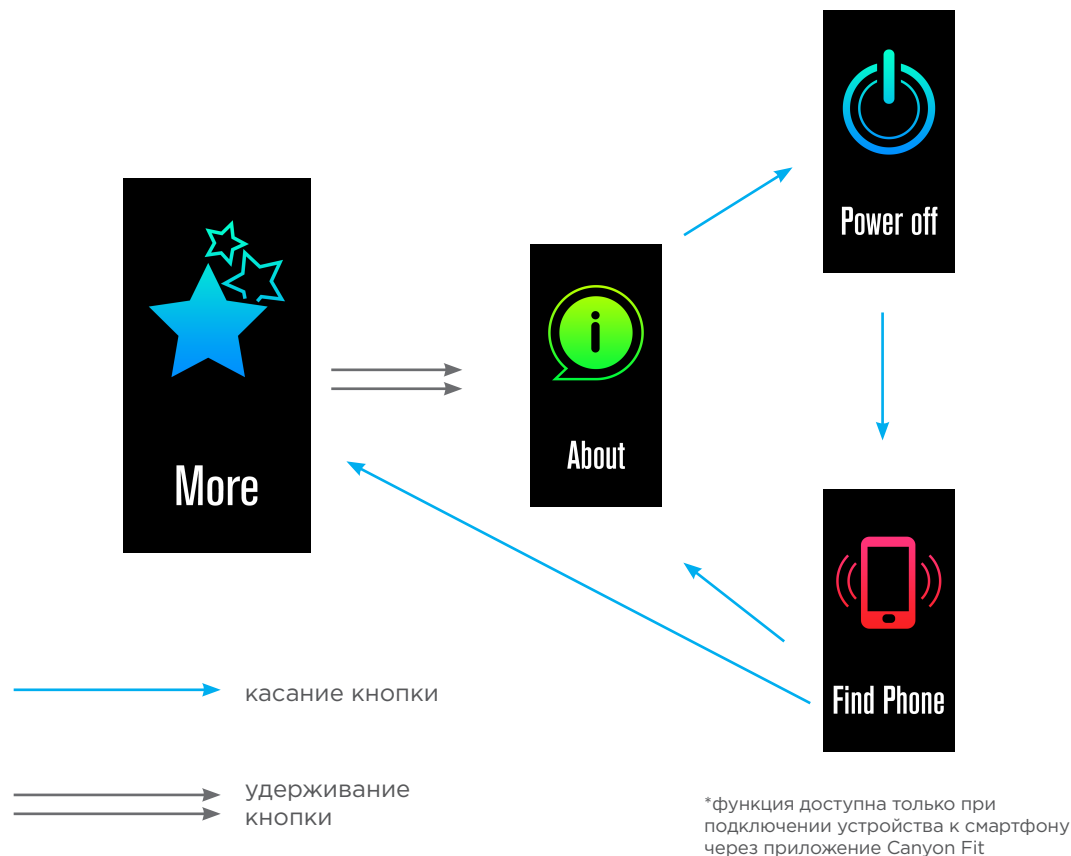 Power off
More
About
Find Phone
касание кнопки
удерживание
кнопки
*функция доступна только при
подключении устройства к смартфону
через приложение Canyon Fit